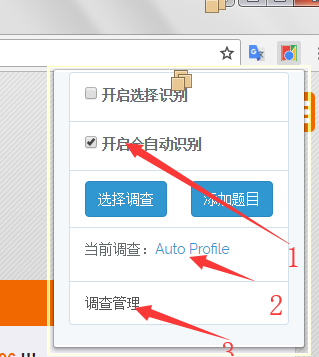 开启选择识别
开启全自动识别
选择调查 添加题目
1
当前调查：Auto Profile
2
调查管理
3